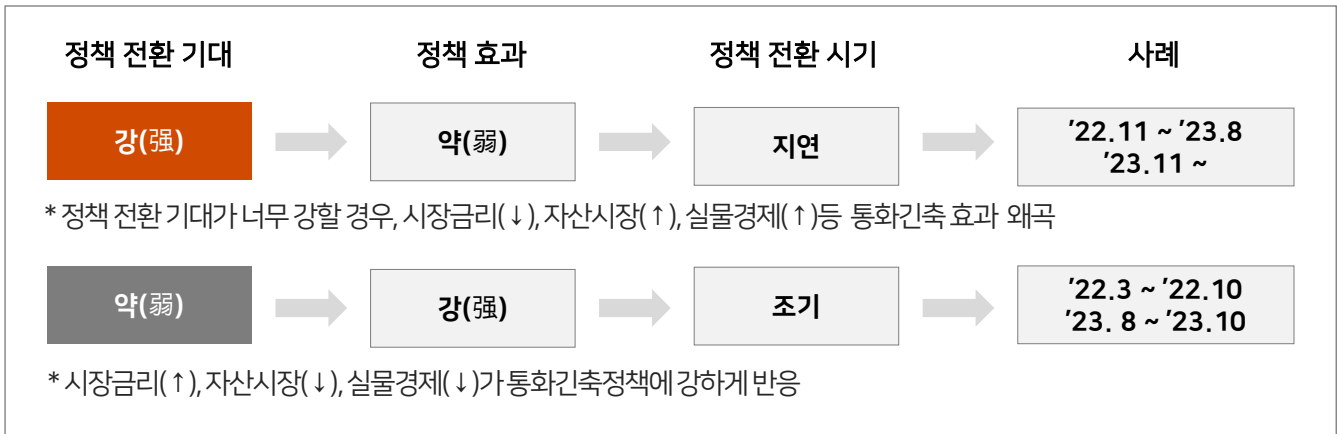 정책 전환 기대 정책 효과 정책 전환 시기 사례
강(强) 약(弱) 지연 ′22.11 ~ ′23.8
′23.11 ~
* 정책 전환 기대가 너무 강할 경우, 시장금리(↓), 자산시장(↑), 실물경제(↑)등 통화긴축 효과 왜곡
약(弱) 강(强) 조기 ′22.3 ~ ′22.10
′23. 8 ~ ′23.10
* 시장금리(↑), 자산시장(↓), 실물경제(↓)가 통화긴축정책에 강하게 반응